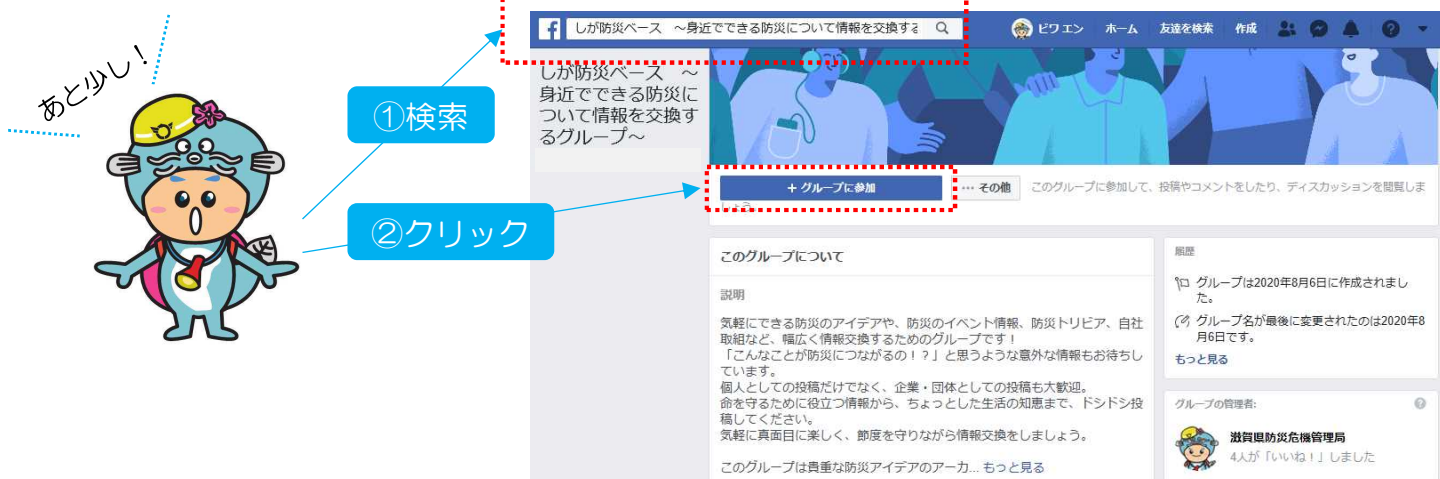 あと少し!
①検索
②クリック
しが防災ベース ~身近でできる防災について情報を交換する
ビワ エン ホーム 友達を検索 作成
しが防災ベース ~
身近でできる防災に
ついて情報を交換す
るグループ~
+ グループに参加
… その他
このグループに参加して、投稿やコメントをしたり、ディスカッションを閲覧しま
しょう
このグループについて
説明
気軽にできる防災のアイデアや、防災のイベント情報、防災トリビア、自社
取組など、幅広く情報交換するためのグループです!
「こんなことが防災につながるの!?」と思うような意外な情報もお待ちし
ています。
個人としての投稿だけでなく、企業・団体としての投稿も大歓迎。
命を守るために役立つ情報から、ちょっとした生活の知恵まで、ドシドシ投
稿してください。
気軽に真面目に楽しく、節度を守りながら情報交換をしましょう。
このグループは貴重な防災アイデアのアーカ... もっと見る
履歴
グループは2020年8月6日に作成されまし
た。
グループ名が最後に変更されたのは2020年8
月6日です。
もっと見る
グループの管理者:
滋賀県防災危機管理局
4人が「いいね!」しました